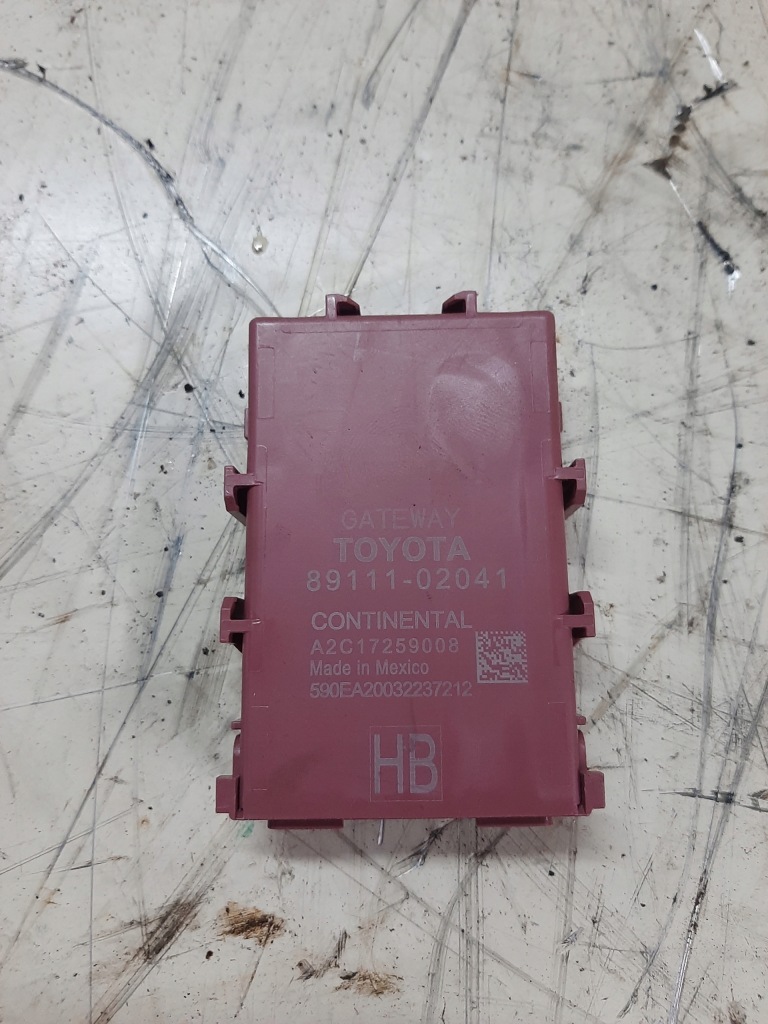 GATEWAY
TOYOTA
89111-02041
CONTINENTAL
A2C17259008
Made in Mexico
590EA20032237212
HB